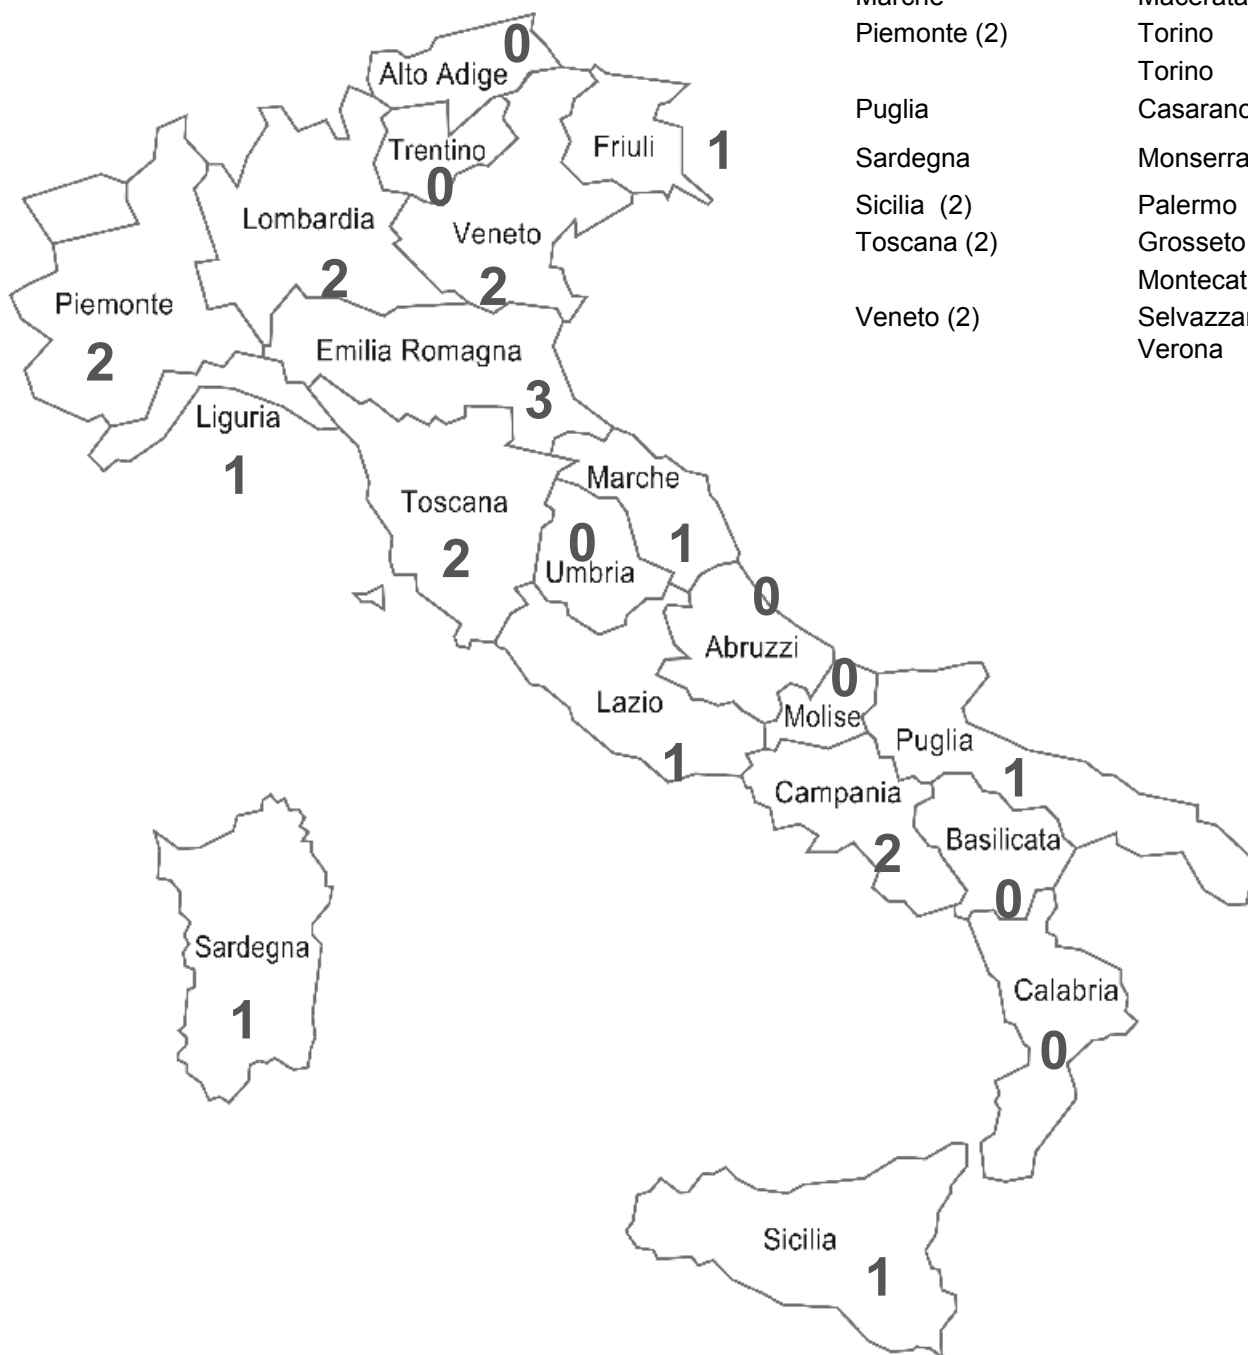 Marche Macerata
Piemonte (2) Torino
Torino
Puglia Casarano
Sardegna
Sicilia (2) Palermo
Toscana (2) Grosseto
Veneto (2)
Verona
0
Alto Adige
Trentino
0
Friuli
1
Lombardia
2
Veneto
2
Piemonte
2
Emilia Romagna
3
Liguria
1
Toscana
2
Marche
1
0
Umbria
0
Abruzzi
0
Molise
Lazio
1
Puglia
1
Campania
2
Basilicata
0
Sardegna
1
Calabria
0
Sicilia
1